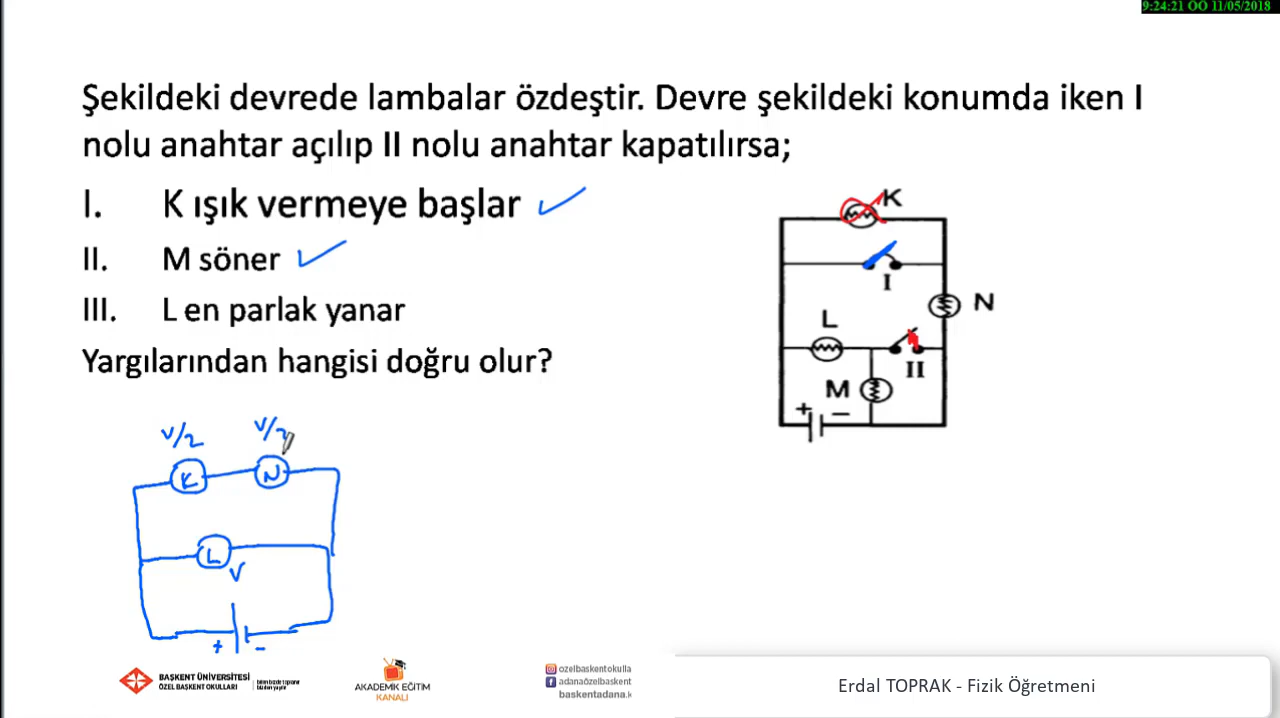 9:24:21 OO 11/05/2018
Şekildeki devrede lambalar özdeştir. Devre şekildeki konumda iken I
nolu anahtar açılıp II nolu anahtar kapatılırsa;
I. K ışık vermeye başlar
II. M söner
III. L en parlak yanar
Yargılarından hangisi doğru olur?
K
I
N
L
II
M
+ −
V/2 V/2
K N
L
V
+ −
BAŞKENT ÜNİVERSİTESİ
ÖZEL BAŞKENT OKULLARI
AKADEMİK EĞİTİM
KANALI
ozelbaskentokulla
adanaözelbaskent
baskentadana.k
Erdal TOPRAK - Fizik Öğretmeni